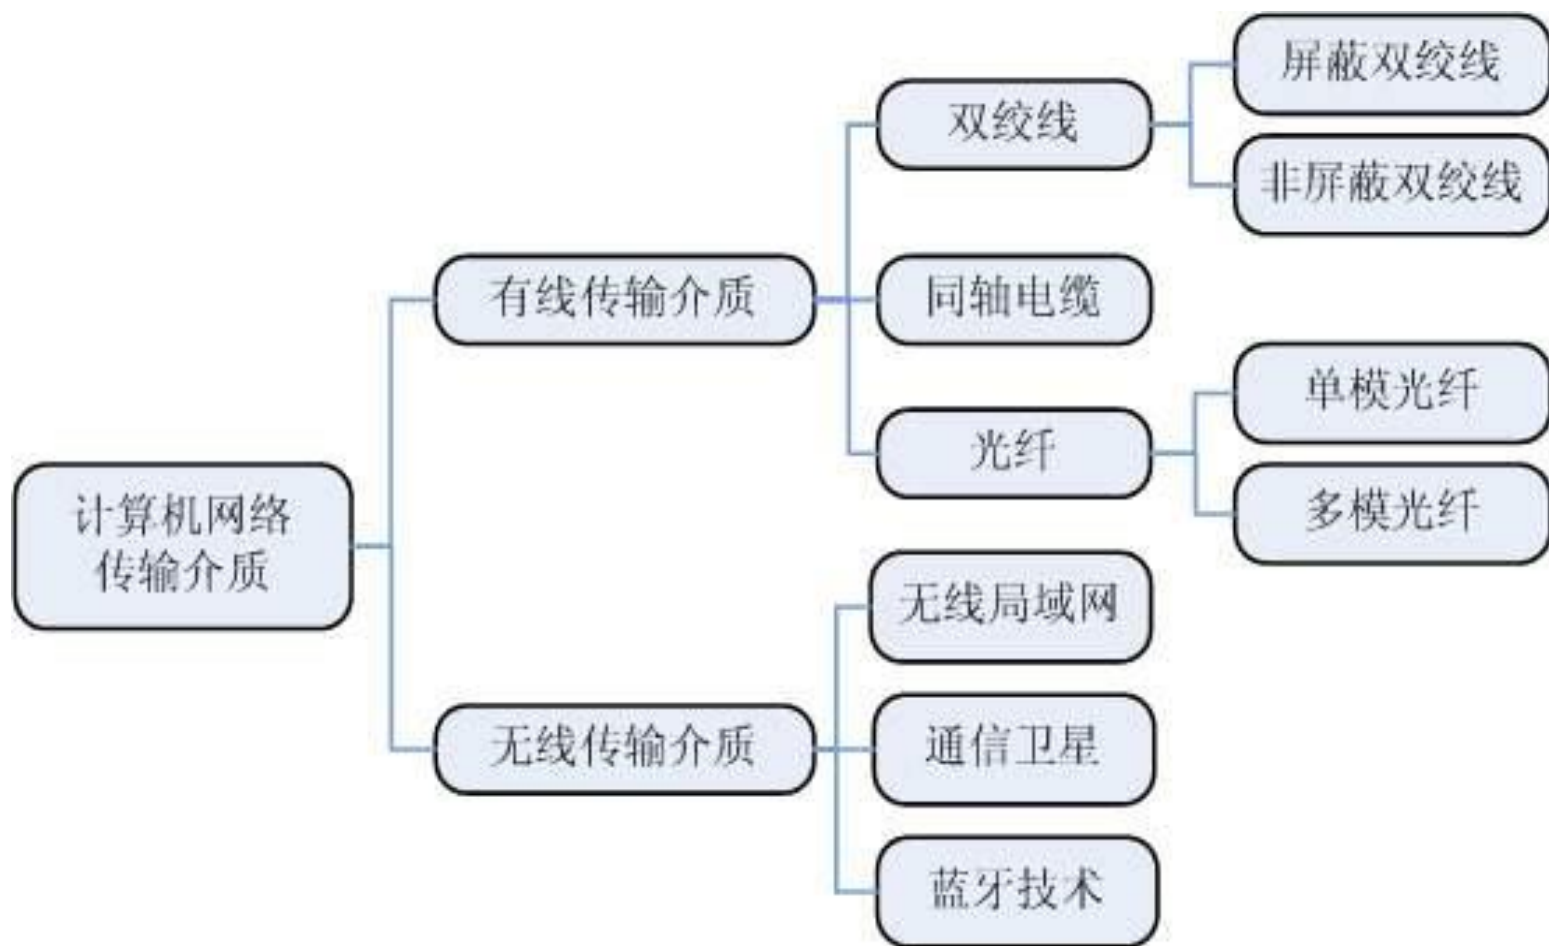 计算机网络
传输介质
有线传输介质
双绞线
屏蔽双绞线
非屏蔽双绞线
同轴电缆
光纤
单模光纤
多模光纤
无线传输介质
无线局域网
通信卫星
蓝牙技术